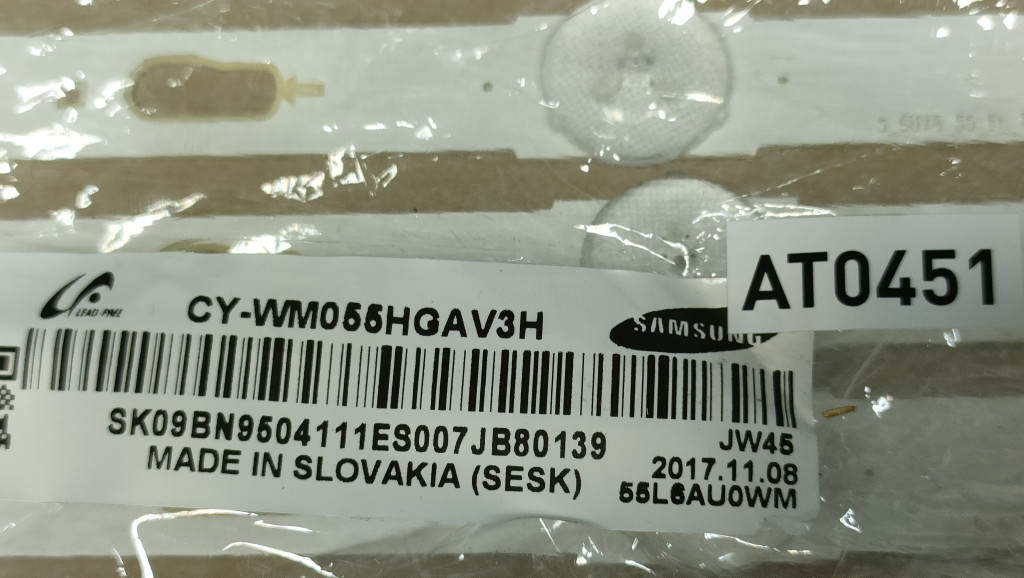 AT0451
LEAD-FREE
CY-WM055HGAV3H
SAMSUNG
SK09BN9504111ES007JB80139
JW45
MADE IN SLOVAKIA (SESK)
2017.11.08
55L6AU0WM